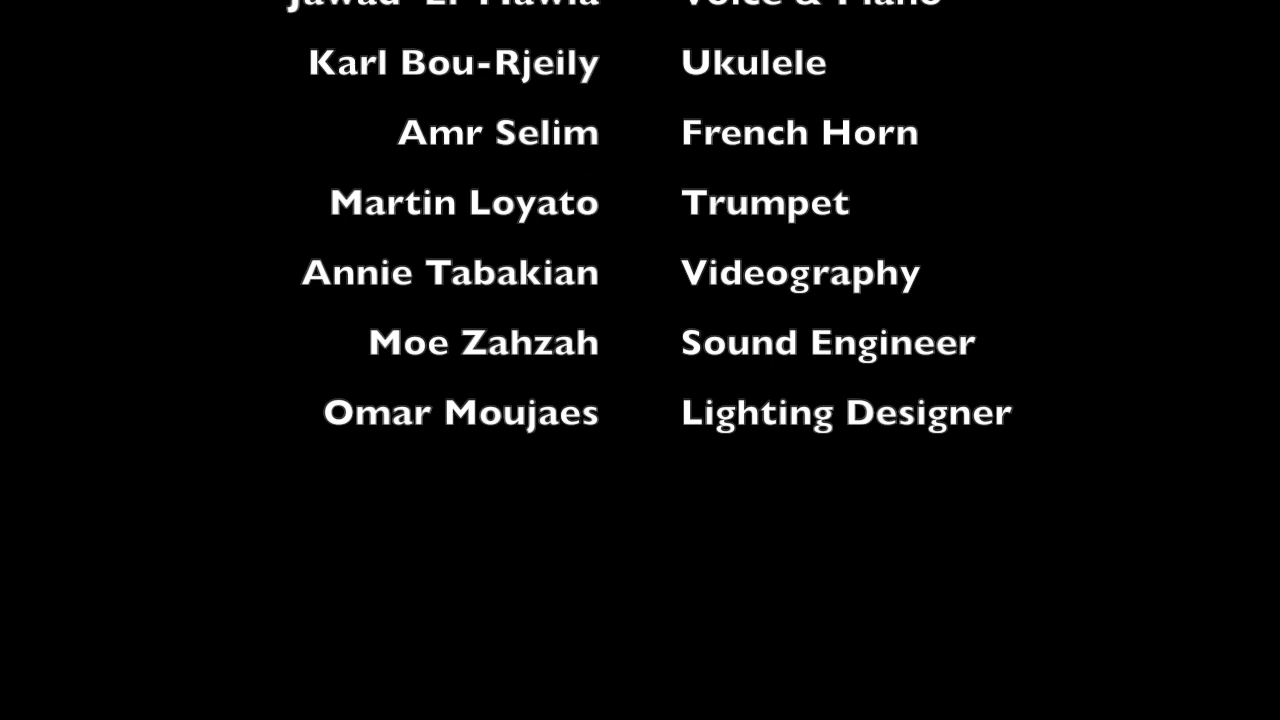 Jawad El Mawla Voice & Piano
Karl Bou-Rjeily Ukulele
Amr Selim French Horn
Martin Loyato Trumpet
Annie Tabakian Videography
Moe Zahzah Sound Engineer
Omar Moujaes Lighting Designer